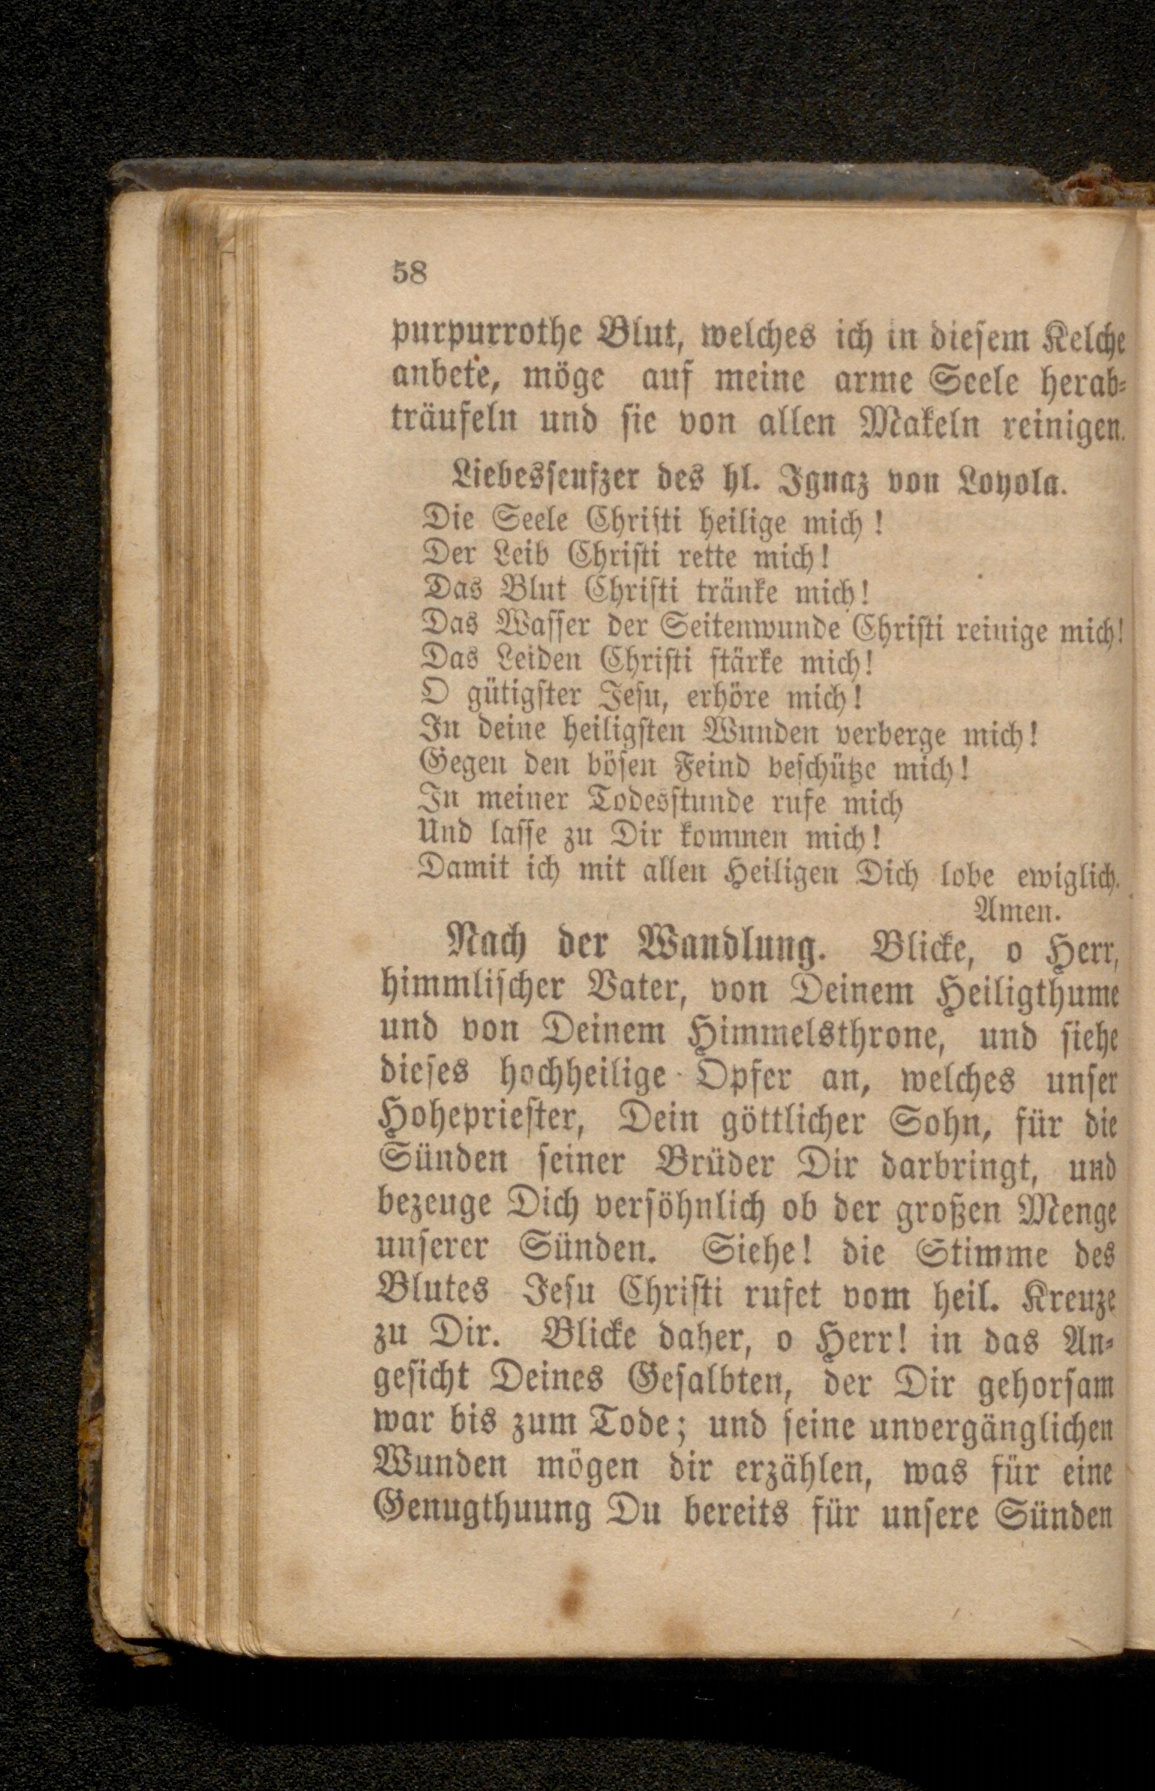 58
purpurrothe Blut, welches ich in diesem Kelche
anbete, möge auf meine arme Seele herab-
träufeln und sie von allen Makeln reinigen.
Liebesseufzer des hl. Ignaz von Loyola.
Die Seele Christi heilige mich!
Der Leib Christi rette mich!
Das Blut Christi tränke mich!
Das Wasser der Seitenwunde Christi reinige mich!
Das Leiden Christi stärke mich!
O gütigster Jesu, erhöre mich!
In deine heiligsten Wunden verberge mich!
Gegen den bösen Feind beschütze mich!
In meiner Todesstunde rufe mich
Und lasse zu Dir kommen mich!
Damit ich mit allen Heiligen Dich lobe ewiglich.
Amen.
Nach der Wandlung. Blicke, o Herr,
himmlischer Vater, von Deinem Heiligthume
und von Deinem Himmelsthrone, und siehe
dieses hochheilige Opfer an, welches unser
Hohepriester, Dein göttlicher Sohn, für die
Sünden seiner Brüder Dir darbringt, und
bezeuge Dich versöhnlich ob der großen Menge
unserer Sünden. Siehe! die Stimme des
Blutes Jesu Christi rufet vom heil. Kreuze
zu Dir. Blicke daher, o Herr! in das An-
gesicht Deines Gesalbten, der Dir gehorsam
war bis zum Tode; und seine unvergänglichen
Wunden mögen dir erzählen, was für eine
Genugthuung Du bereits für unsere Sünden